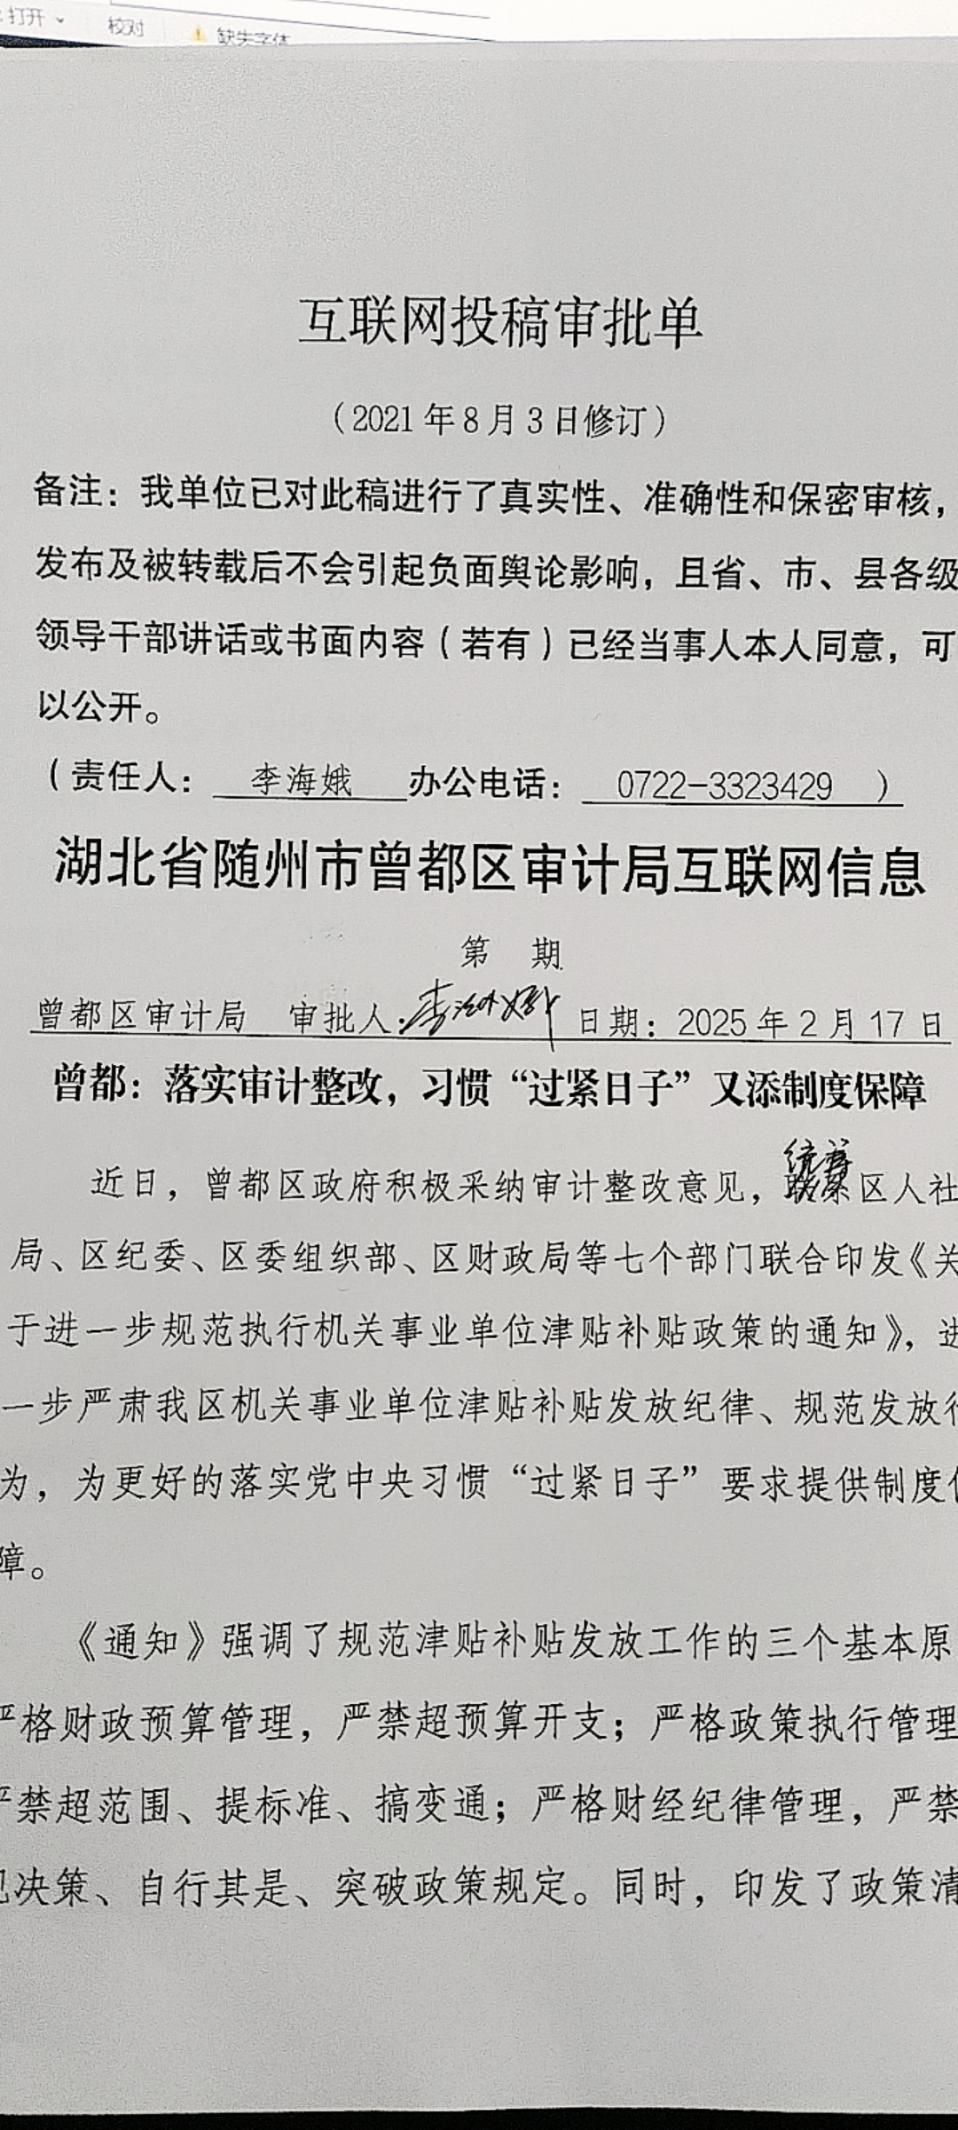 打开
校对
缺失字体
互联网投稿审批单
（2021年8月3日修订）
备注：我单位已对此稿进行了真实性、准确性和保密审核，
发布及被转载后不会引起负面舆论影响，且省、市、县各级
领导干部讲话或书面内容（若有）已经当事人本人同意，可
以公开。
（责任人： 李海娥 办公电话： 0722-3323429 ）
湖北省随州市曾都区审计局互联网信息
第 期
曾都区审计局 审批人：李海娥 日期：2025年2月17日
曾都：落实审计整改，习惯“过紧日子”又添制度保障
统筹
近日，曾都区政府积极采纳审计整改意见，区人社
局、区纪委、区委组织部、区财政局等七个部门联合印发《关
于进一步规范执行机关事业单位津贴补贴政策的通知》，进
一步严肃我区机关事业单位津贴补贴发放纪律、规范发放行
为，为更好的落实党中央习惯“过紧日子”要求提供制度保
障。
《通知》强调了规范津贴补贴发放工作的三个基本原
严格财政预算管理，严禁超预算开支；严格政策执行管理
严禁超范围、提标准、搞变通；严格财经纪律管理，严禁
决策、自行其是、突破政策规定。同时，印发了政策清